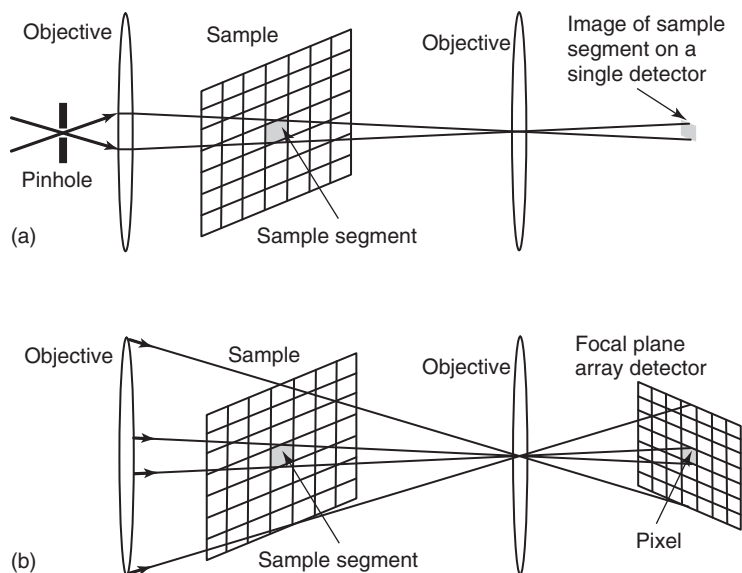 Objective
Sample
Objective
Image of sample
segment on a
single detector
Pinhole
Sample segment
(a)
Objective
Sample
Objective
Focal plane
array detector
Pixel
Sample segment
(b)